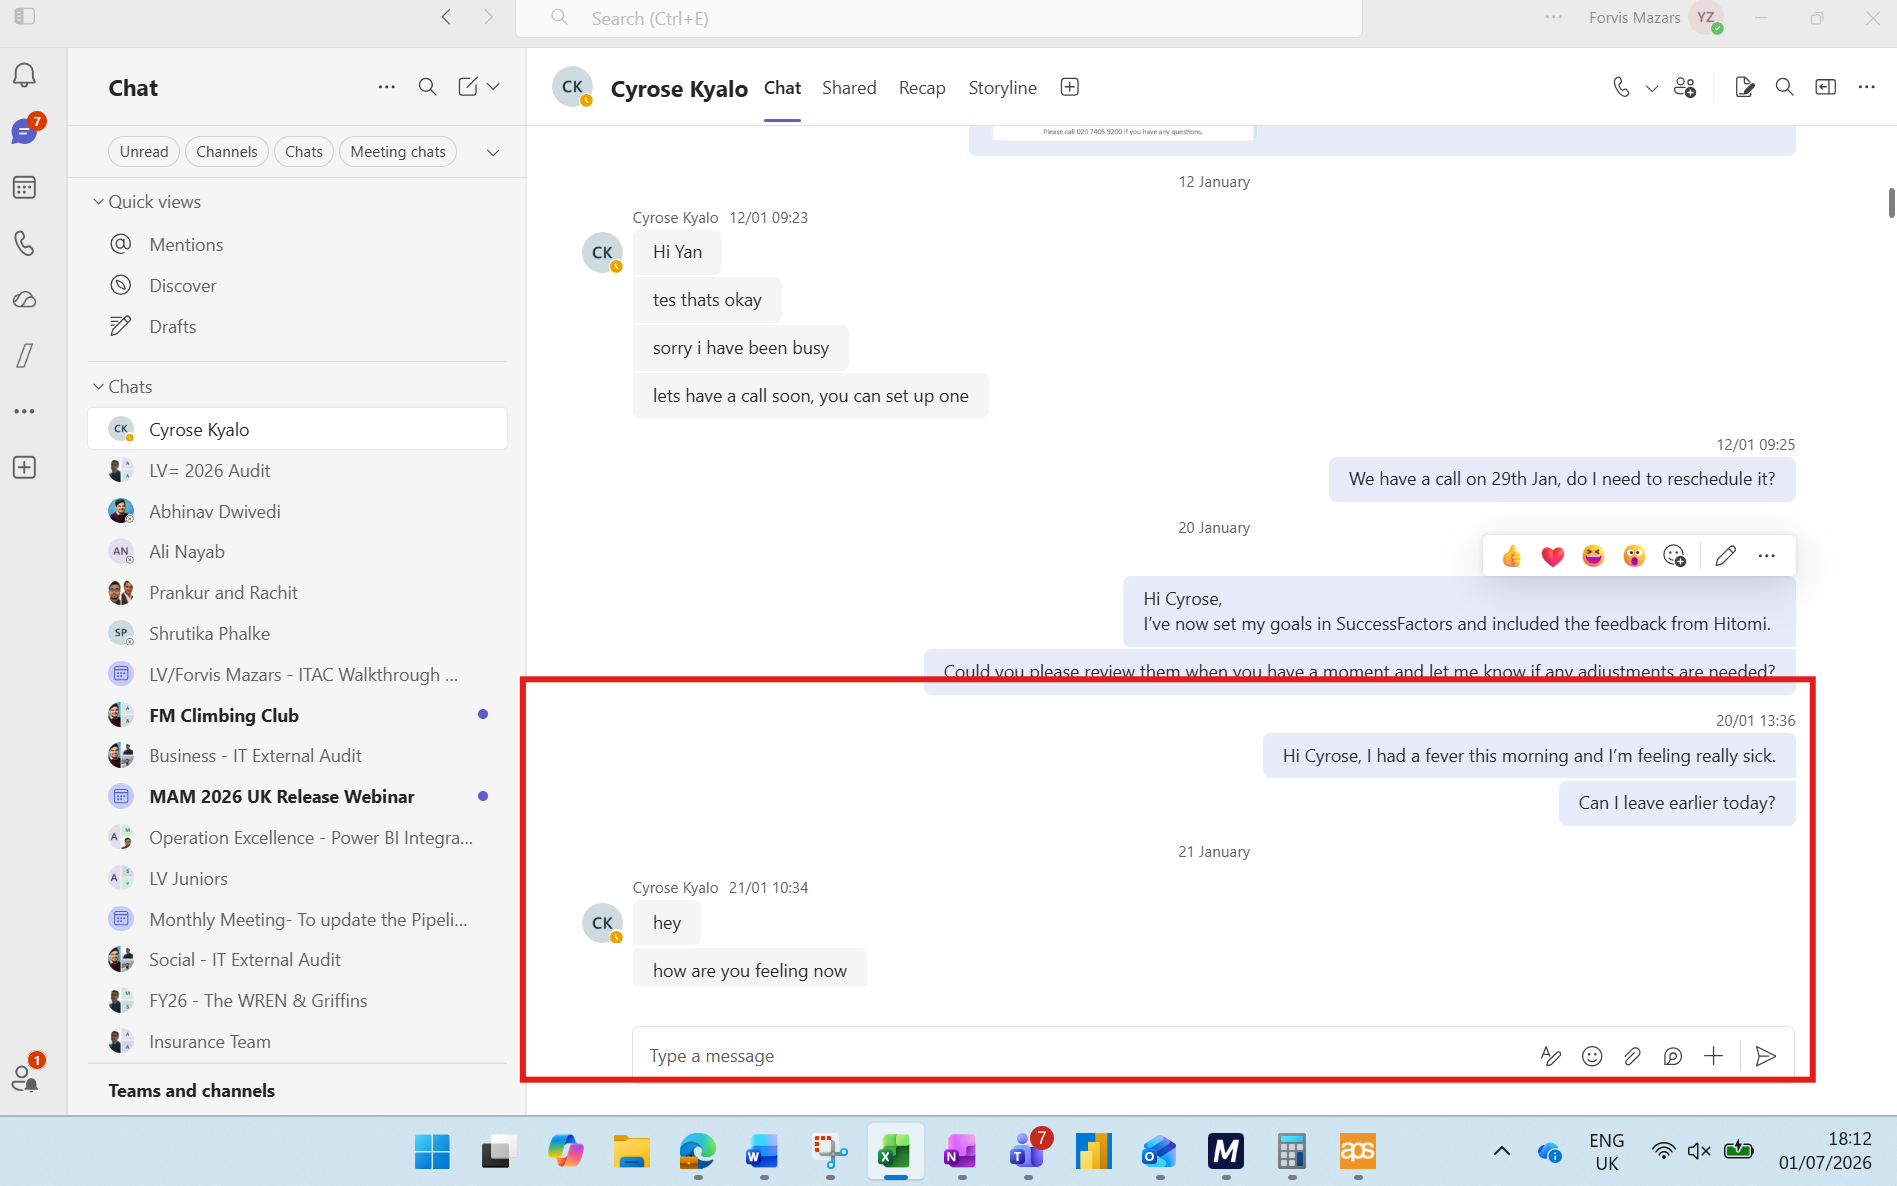 Search (Ctrl+E)
Forvis Mazars
YZ
Chat
CK
Cyrose Kyalo
Chat
Shared
Recap
Storyline
7
Unread
Channels
Chats
Meeting chats
Quick views
Mentions
Discover
Drafts
Chats
CK
Cyrose Kyalo
LV= 2026 Audit
Abhinav Dwivedi
AN
Ali Nayab
Prankur and Rachit
SP
Shrutika Phalke
LV/Forvis Mazars - ITAC Walkthrough ...
FM Climbing Club
Business - IT External Audit
MAM 2026 UK Release Webinar
Operation Excellence - Power BI Integra...
LV Juniors
Monthly Meeting- To update the Pipeli...
Social - IT External Audit
FY26 - The WREN & Griffins
Insurance Team
1
Teams and channels
Please call 020 7405 9200 if you have any questions.
12 January
Cyrose Kyalo 12/01 09:23
CK
Hi Yan
tes thats okay
sorry i have been busy
lets have a call soon, you can set up one
12/01 09:25
We have a call on 29th Jan, do I need to reschedule it?
20 January
Hi Cyrose,
I've now set my goals in SuccessFactors and included the feedback from Hitomi.
Could you please review them when you have a moment and let me know if any adjustments are needed?
20/01 13:36
Hi Cyrose, I had a fever this morning and I'm feeling really sick.
Can I leave earlier today?
21 January
Cyrose Kyalo 21/01 10:34
CK
hey
how are you feeling now
Type a message
W
X
N
T
7
O
M
aps
ENG
UK
18:12
01/07/2026